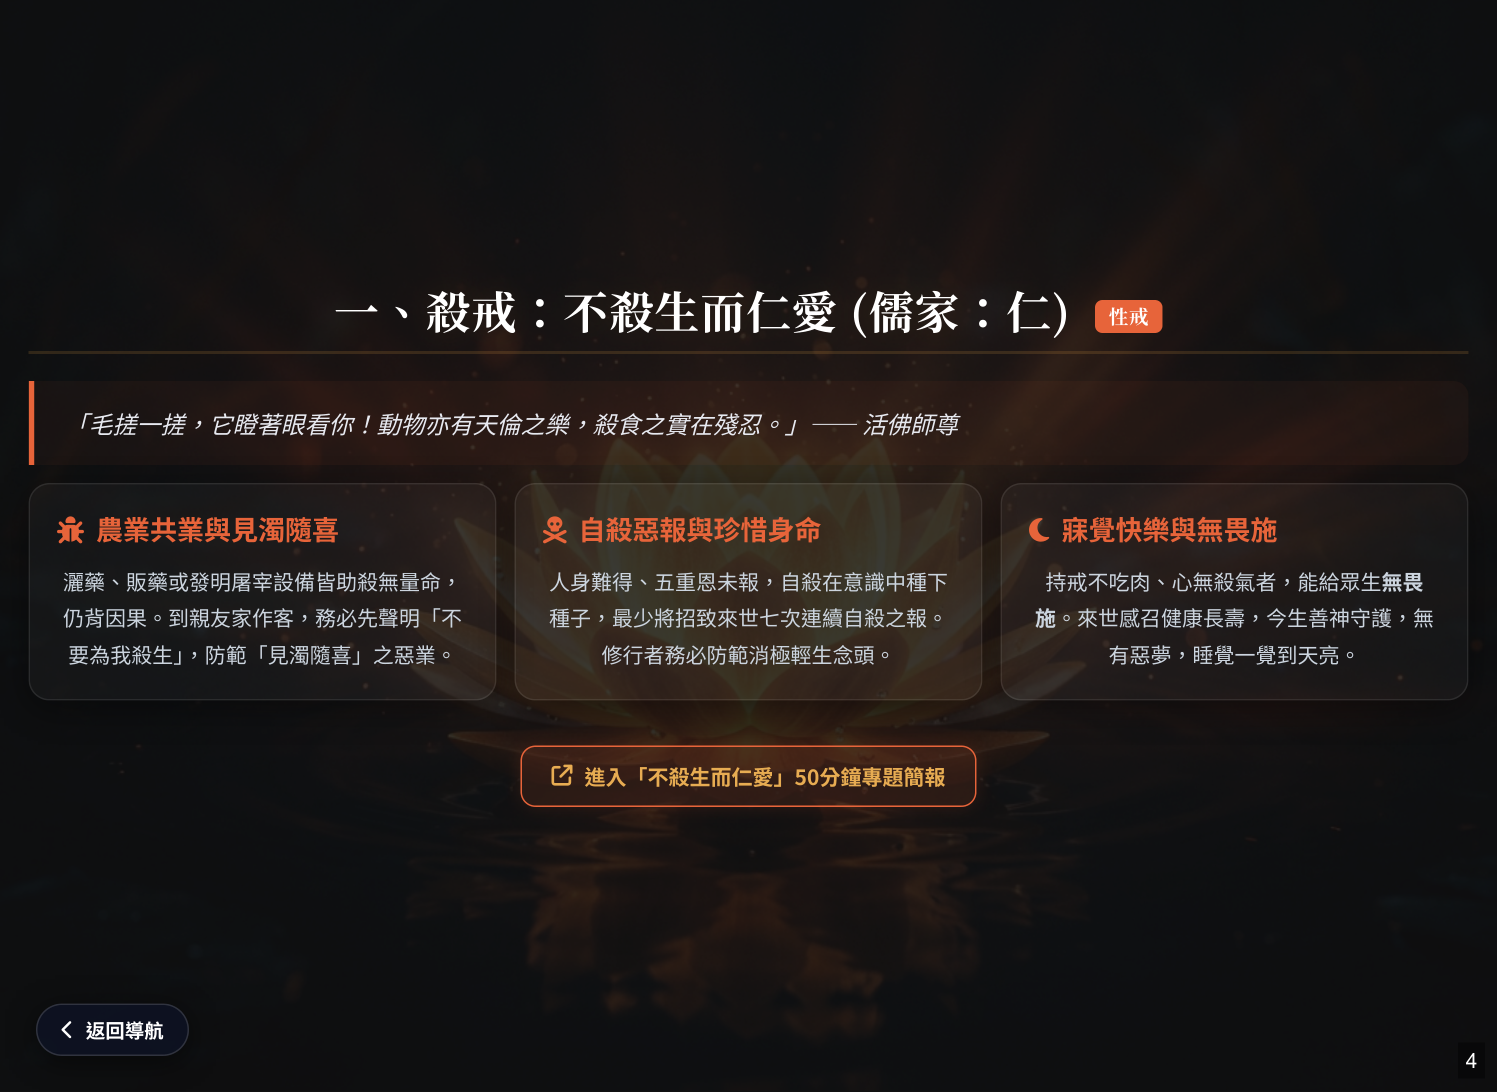 一、殺戒：不殺生而仁愛 (儒家：仁) 性戒
「毛搓一搓，它瞪著眼看你！動物亦有天倫之樂，殺食之實在殘忍。」—— 活佛師尊
農業共業與見濁隨喜
灑藥、販藥或發明屠宰設備皆助殺無量命，
仍背因果。到親友家作客，務必先聲明「不
要為我殺生」，防範「見濁隨喜」之惡業。
自殺惡報與珍惜身命
人身難得、五重恩未報，自殺在意識中種下
種子，最少將招致來世七次連續自殺之報。
修行者務必防範消極輕生念頭。
寐覺快樂與無畏施
持戒不吃肉、心無殺氣者，能給眾生無畏
施。來世感召健康長壽，今生善神守護，無
有惡夢，睡覺一覺到天亮。
進入「不殺生而仁愛」50分鐘專題簡報
返回導航
4